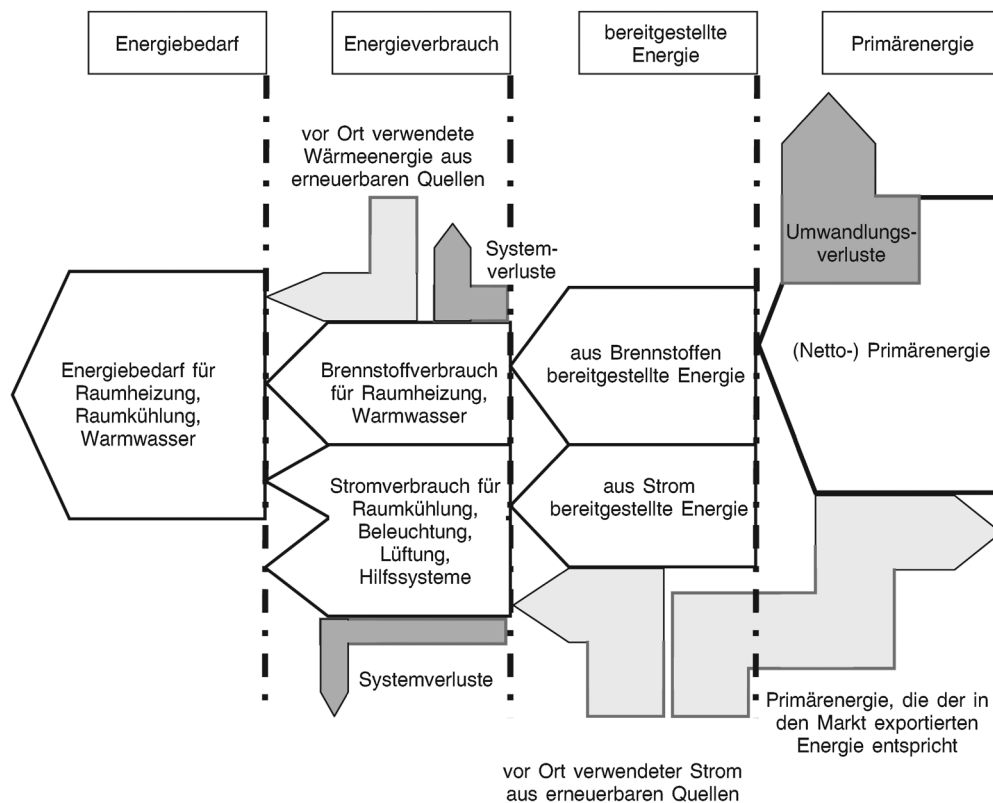 Energiebedarf
Energieverbrauch
bereitgestellte
Energie
Primärenergie
vor Ort verwendete
Wärmeenergie aus
erneuerbaren Quellen
System-
verluste
Umwandlungs-
verluste
Energiebedarf für
Raumheizung,
Raumkühlung,
Warmwasser
Brennstoffverbrauch
für Raumheizung,
Warmwasser
aus Brennstoffen
bereitgestellte Energie
(Netto-) Primärenergie
Stromverbrauch für
Raumkühlung,
Beleuchtung,
Lüftung,
Hilfssysteme
aus Strom
bereitgestellte Energie
Systemverluste
Primärenergie, die der in
den Markt exportierten
Energie entspricht
vor Ort verwendeter Strom
aus erneuerbaren Quellen